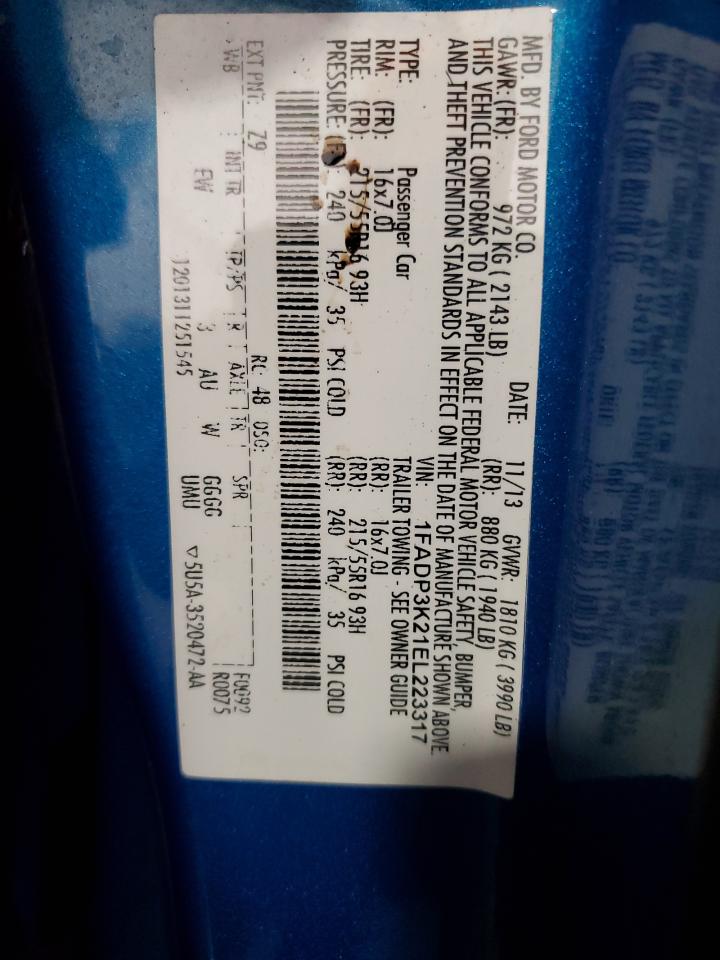 MFD. BY FORD MOTOR CO. DATE: 11/13 GVWR: 1810 KG ( 3990 LB)
GAWR: (FR): 972 KG ( 2143 LB) (RR): 880 KG ( 1940 LB)
THIS VEHICLE CONFORMS TO ALL APPLICABLE FEDERAL MOTOR VEHICLE SAFETY, BUMPER,
AND THEFT PREVENTION STANDARDS IN EFFECT ON THE DATE OF MANUFACTURE SHOWN ABOVE.
VIN: 1FADP3K21EL223317
TYPE: Passenger Car TRAILER TOWING - SEE OWNER GUIDE
RIM: (FR): 16x7.0J (RR): 16x7.0J
TIRE: (FR): 215/55R16 93H (RR): 215/55R16 93H
PRESSURE: 240 kPa/ 35 PSI COLD (RR): 240 kPa/ 35 PSI COLD
EXT PNT: Z9 RC: 48 DSO: F0092
WB INT TR TP/PS R AXLE TR SPR R0075
EW 3 AU W GGGG
UMU
1201311251545 ▽5U5A-3520472-AA